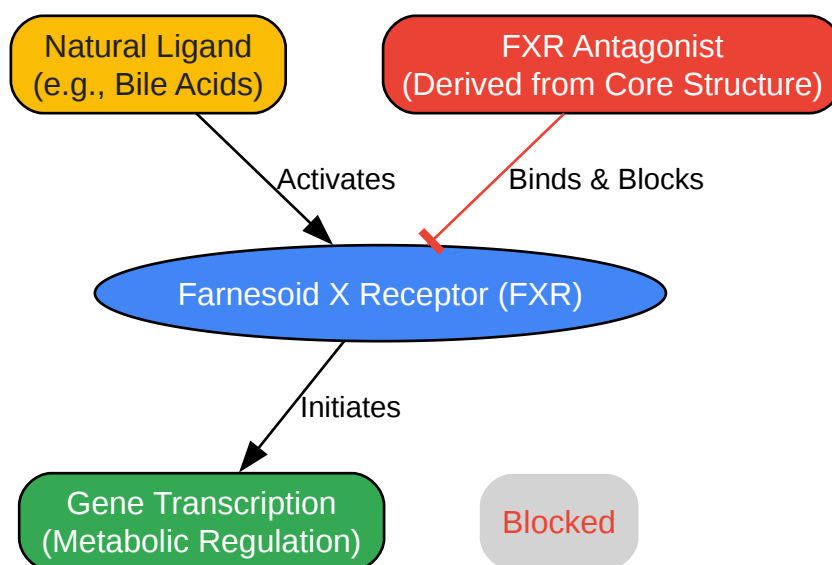 Natural Ligand
(e.g., Bile Acids)
FXR Antagonist
(Derived from Core Structure)
Activates
Binds & Blocks
Farnesoid X Receptor (FXR)
Initiates
Gene Transcription
(Metabolic Regulation)
Blocked